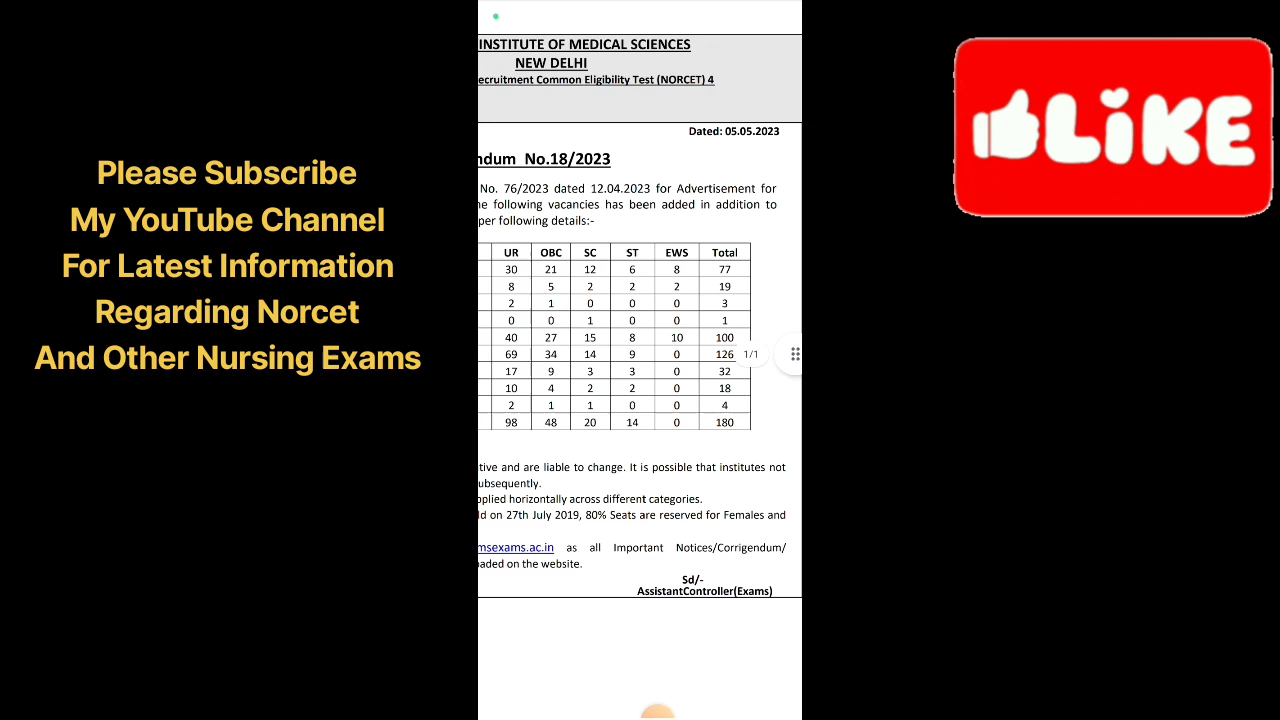 Please Subscribe
My YouTube Channel
For Latest Information
Regarding Norcet
And Other Nursing Exams
INSTITUTE OF MEDICAL SCIENCES
NEW DELHI
ecruitment Common Eligibility Test (NORCET) 4
Dated: 05.05.2023
ndum No.18/2023
No. 76/2023 dated 12.04.2023 for Advertisement for
ne following vacancies has been added in addition to
per following details:-
UR OBC SC ST EWS Total
30 21 12 6 8 77
8 5 2 2 2 19
2 1 0 0 0 3
0 0 1 0 0 1
40 27 15 8 10 100
69 34 14 9 0 126
17 9 3 3 0 32
10 4 2 2 0 18
2 1 1 0 0 4
98 48 20 14 0 180
1/1
tive and are liable to change. It is possible that institutes not
ubsequently.
pplied horizontally across different categories.
ld on 27th July 2019, 80% Seats are reserved for Females and
msexams.ac.in as all Important Notices/Corrigendum/
oaded on the website.
Sd/-
AssistantController(Exams)
LiKE